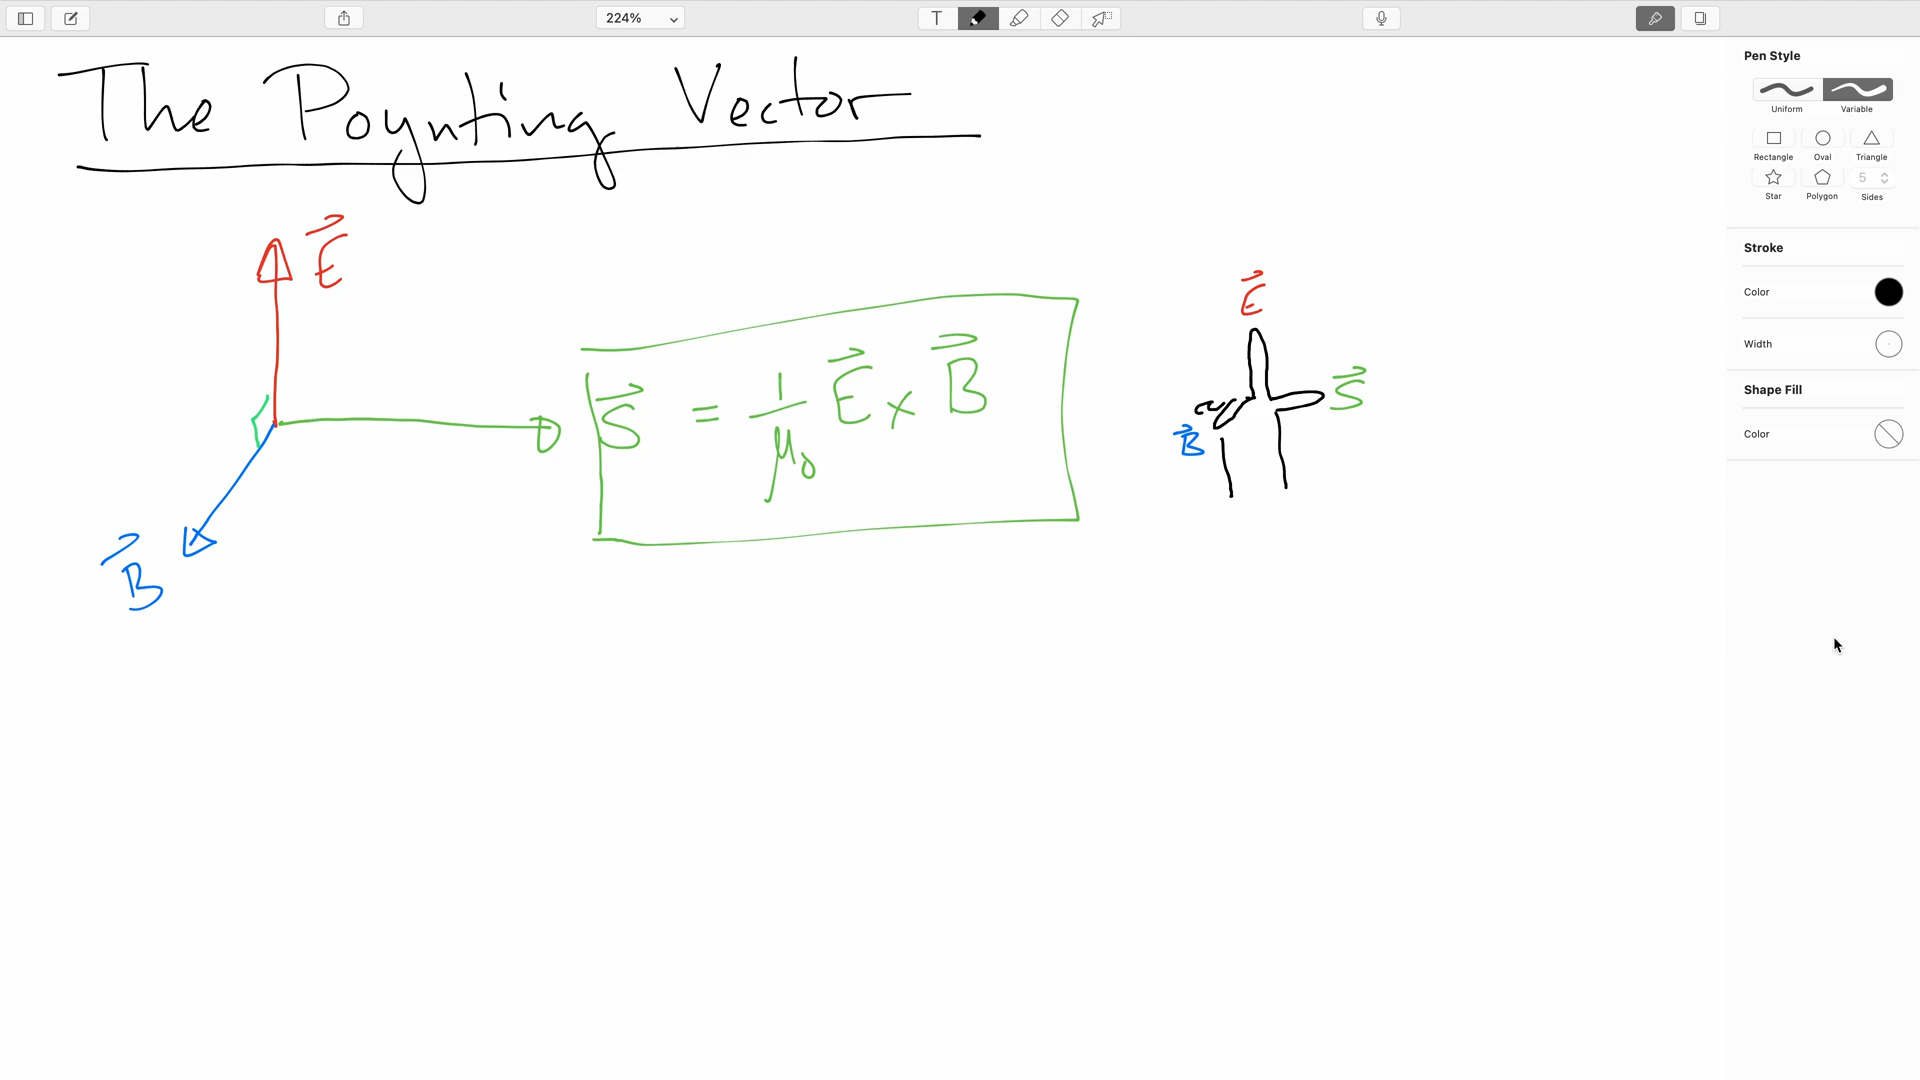 224%
T
The Poynting Vector
E⃗
S⃗ = 1/μ₀ E⃗ × B⃗
B⃗
E⃗
S⃗
B⃗
Pen Style
Uniform Variable
Rectangle Oval Triangle
5
Star Polygon Sides
Stroke
Color
Width
Shape Fill
Color